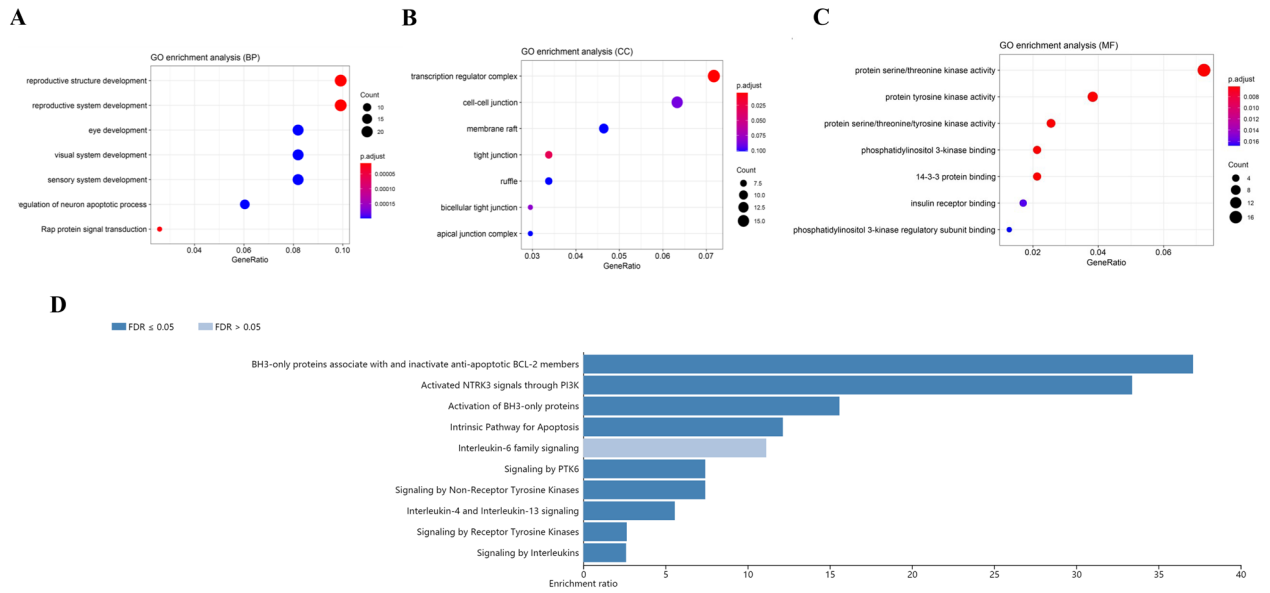 A
GO enrichment analysis (BP)
reproductive structure development
reproductive system development
eye development
visual system development
sensory system development
regulation of neuron apoptotic process
Rap protein signal transduction
0.04 0.06 0.08 0.10
GeneRatio
Count
10
15
20
p.adjust
0.00005
0.00010
0.00015
B
GO enrichment analysis (CC)
transcription regulator complex
cell-cell junction
membrane raft
tight junction
ruffle
bicellular tight junction
apical junction complex
0.03 0.04 0.05 0.06 0.07
GeneRatio
p.adjust
0.025
0.050
0.075
0.100
Count
7.5
10.0
12.5
15.0
C
GO enrichment analysis (MF)
protein serine/threonine kinase activity
protein tyrosine kinase activity
protein serine/threonine/tyrosine kinase activity
phosphatidylinositol 3-kinase binding
14-3-3 protein binding
insulin receptor binding
phosphatidylinositol 3-kinase regulatory subunit binding
0.02 0.04 0.06
GeneRatio
p.adjust
0.008
0.010
0.012
0.014
0.016
Count
4
8
12
16
D
FDR ≤ 0.05 FDR > 0.05
BH3-only proteins associate with and inactivate anti-apoptotic BCL-2 members
Activated NTRK3 signals through PI3K
Activation of BH3-only proteins
Intrinsic Pathway for Apoptosis
Interleukin-6 family signaling
Signaling by PTK6
Signaling by Non-Receptor Tyrosine Kinases
Interleukin-4 and Interleukin-13 signaling
Signaling by Receptor Tyrosine Kinases
Signaling by Interleukins
0 5 10 15 20 25 30 35 40
Enrichment ratio